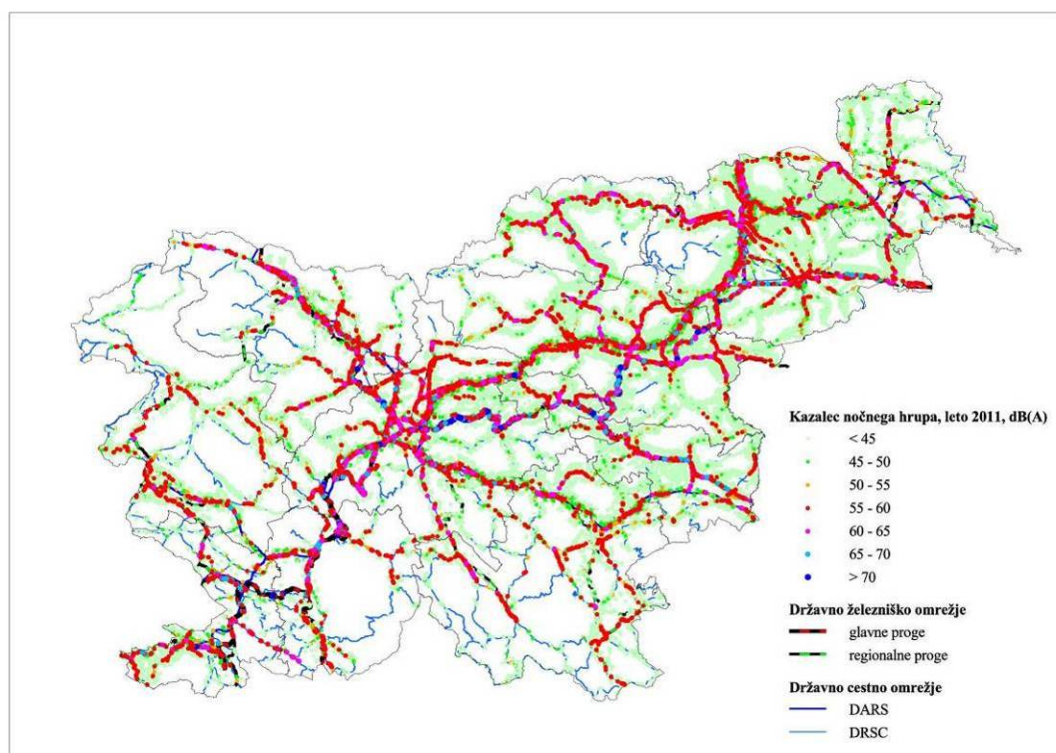 Kazalec nočnega hrupa, leto 2011, dB(A)
< 45
45 - 50
50 - 55
55 - 60
60 - 65
65 - 70
> 70
Državno železniško omrežje
glavne proge
regionalne proge
Državno cestno omrežje
DARS
DRSC